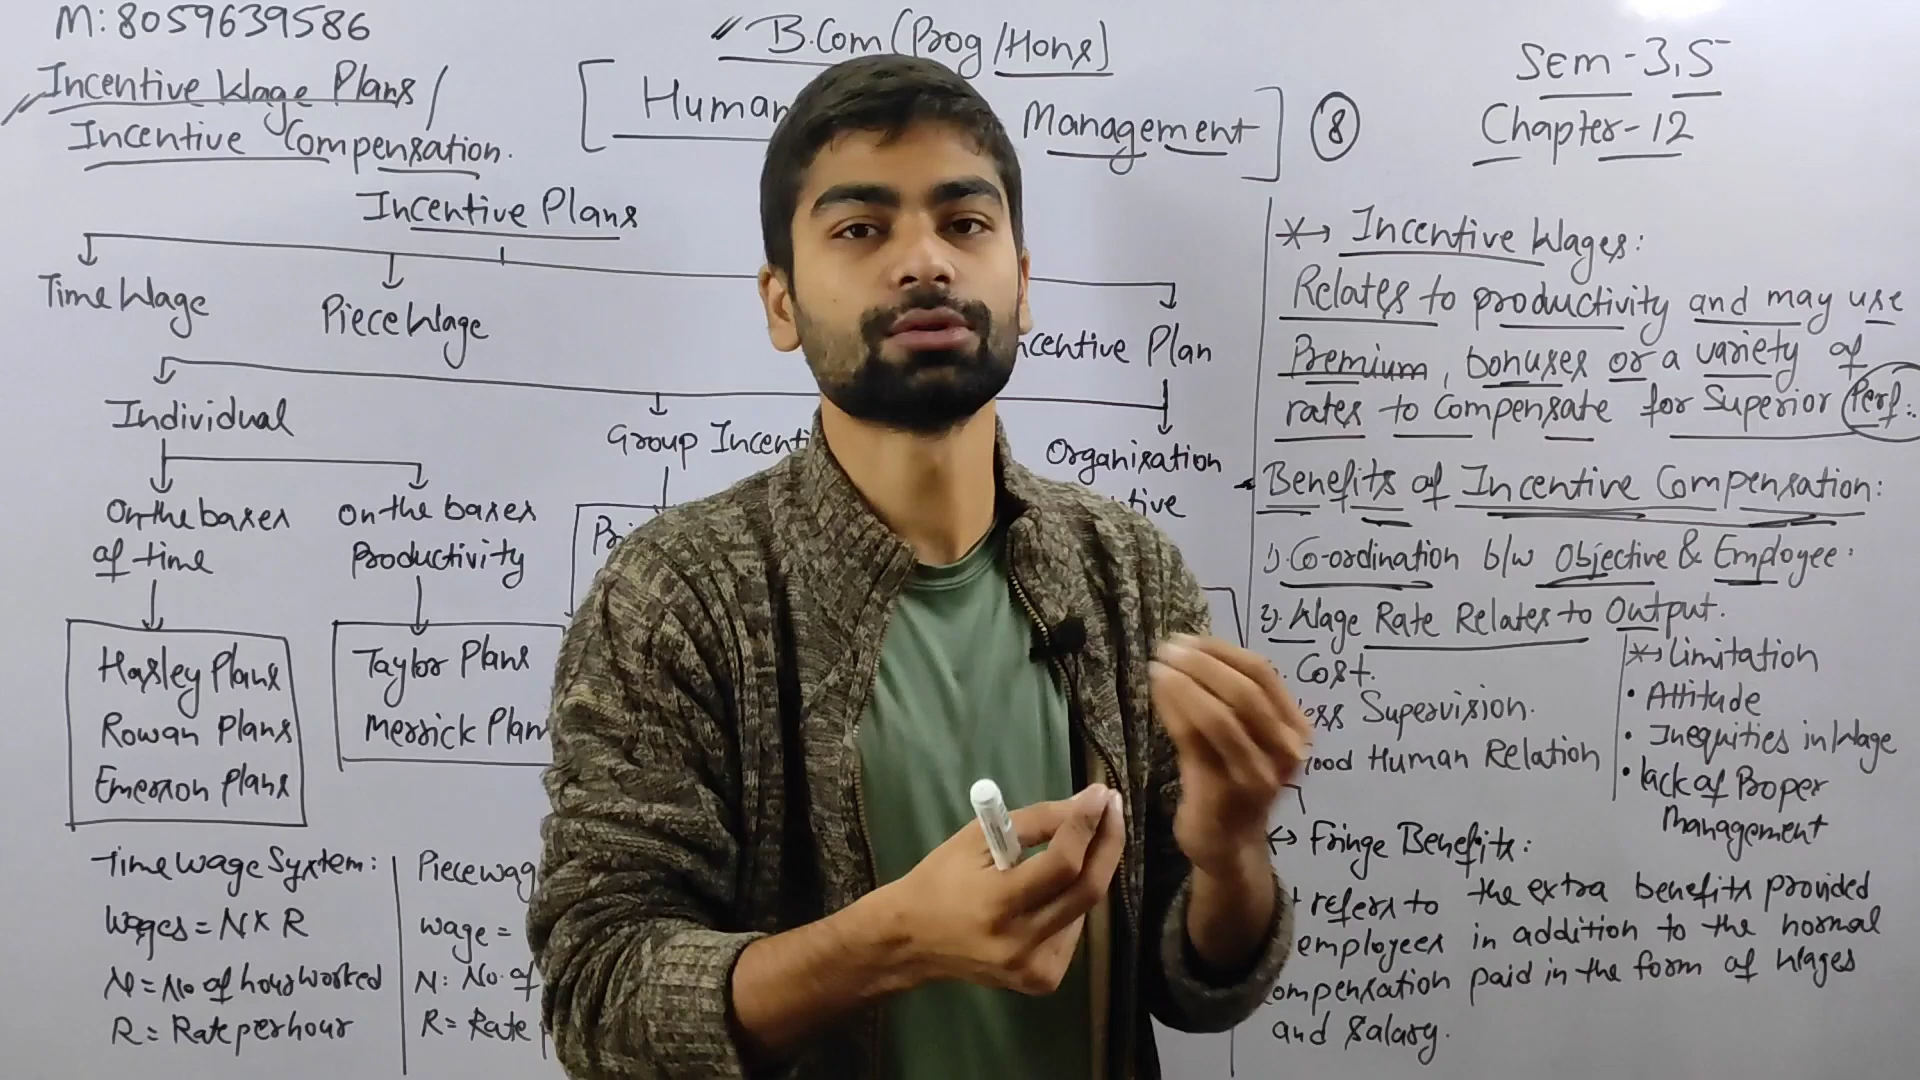 M: 8059639586
B.Com (Prog/Hons)
Sem - 3, 5
Chapter - 12
8
Human
Management
Incentive Wage Plans /
Incentive Compensation.
Incentive Plans
Time Wage
Piece Wage
ncentive Plan
Individual
Group Incenti
Organisation
tive
On the bases
of time
On the bases
Productivity
Halsley Plans
Rowan Plans
Emerson Plans
Taylor Plans
Merrick Plan
Time Wage System:
Wages = N x R
N = No of hour worked
R = Rate per hour
Piece wag
wage =
N: No. of
R = Rate
Incentive Wages:
Relates to productivity and may use
Premium, bonuses or a variety of
rates to Compensate for Superior Perf.
Benefits of Incentive Compensation:
1). Co-ordination b/w Objective & Employee:
2). Wage Rate Relates to Output.
Cost.
ess Supervision.
ood Human Relation
Limitation
• Attitude
• Inequities in Wage
• lack of Proper
Management
Fringe Benefits:
refers to the extra benefits provided
employees in addition to the normal
ompensation paid in the form of Wages
and Salary.